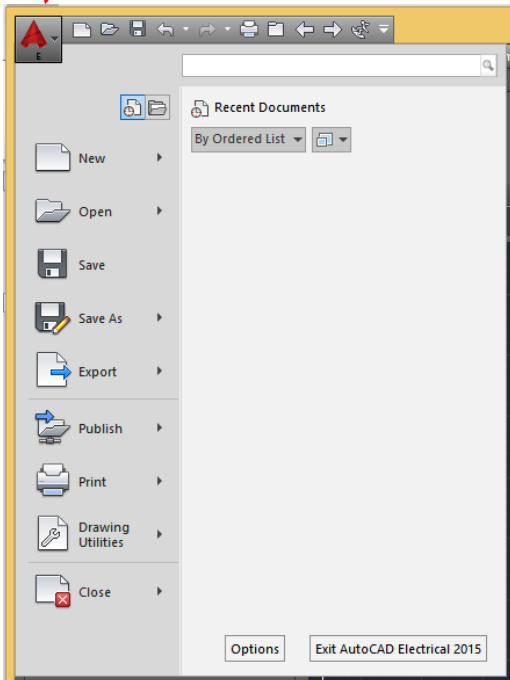 E
Recent Documents
By Ordered List
New
Open
Save
Save As
Export
Publish
Print
Drawing
Utilities
Close
Options
Exit AutoCAD Electrical 2015